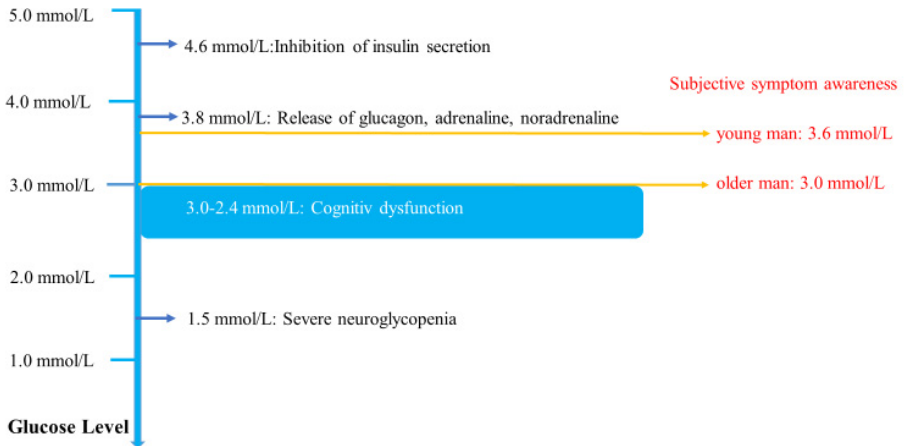 5.0 mmol/L
4.6 mmol/L:Inhibition of insulin secretion
Subjective symptom awareness
4.0 mmol/L
3.8 mmol/L: Release of glucagon, adrenaline, noradrenaline
young man: 3.6 mmol/L
3.0 mmol/L
older man: 3.0 mmol/L
3.0-2.4 mmol/L: Cognitiv dysfunction
2.0 mmol/L
1.5 mmol/L: Severe neuroglycopenia
1.0 mmol/L
Glucose Level